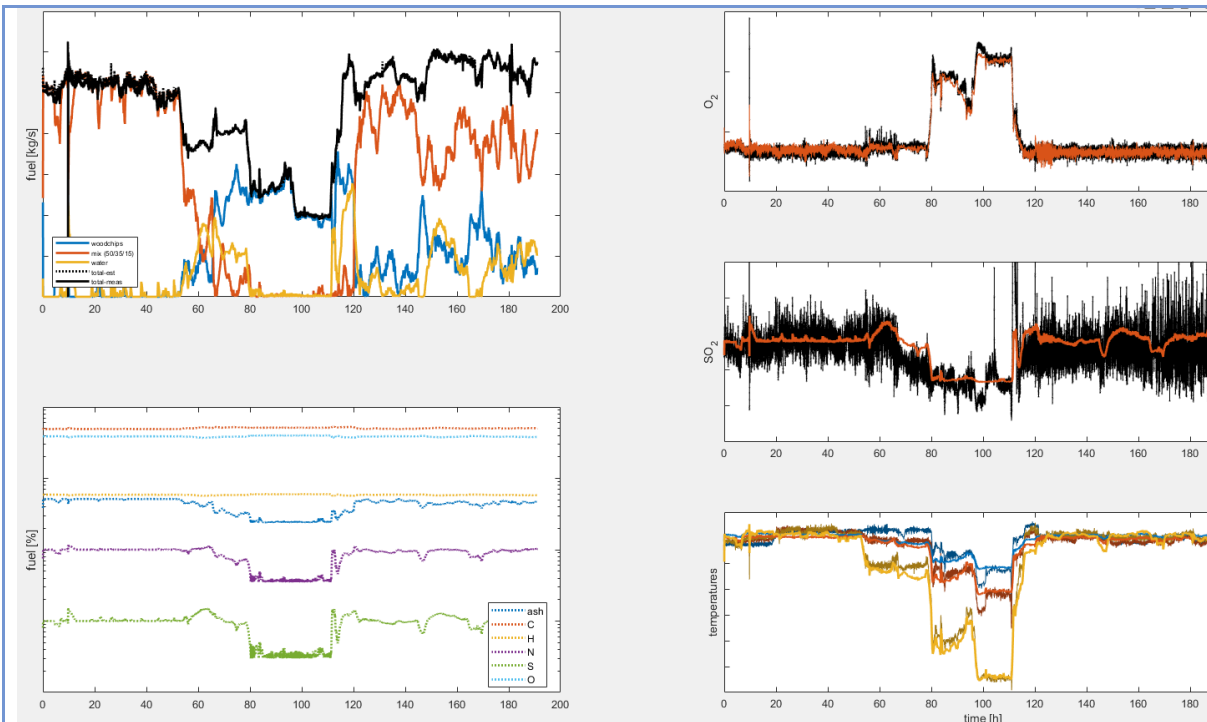 fuel [kg/s]
woodchips
mix (50/35/15)
water
total-est
total-meas
0 20 40 60 80 100 120 140 160 180 200
O2
0 20 40 60 80 100 120 140 160 180
SO2
0 20 40 60 80 100 120 140 160 180
fuel [%]
ash
C
H
N
S
O
0 20 40 60 80 100 120 140 160 180 200
temperatures
0 20 40 60 80 100 120 140 160 180
time [h]